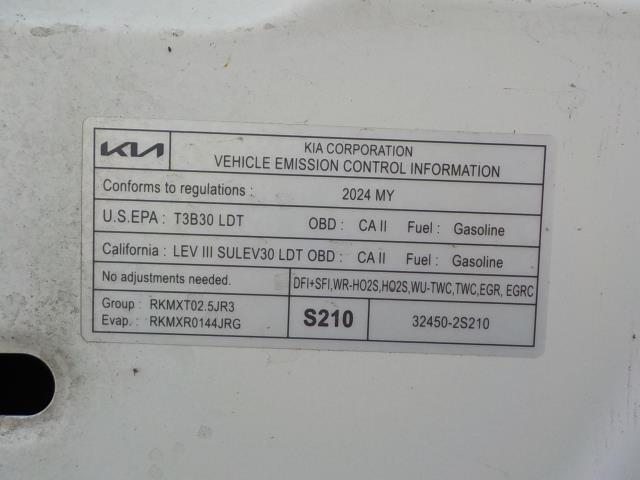 KIA
KIA CORPORATION
VEHICLE EMISSION CONTROL INFORMATION
Conforms to regulations : 2024 MY
U.S.EPA : T3B30 LDT OBD : CA II Fuel : Gasoline
California : LEV III SULEV30 LDT OBD : CA II Fuel : Gasoline
No adjustments needed. DFI+SFI,WR-HO2S,HO2S,WU-TWC,TWC,EGR, EGRC
Group : RKMXT02.5JR3
Evap. : RKMXR0144JRG
S210
32450-2S210